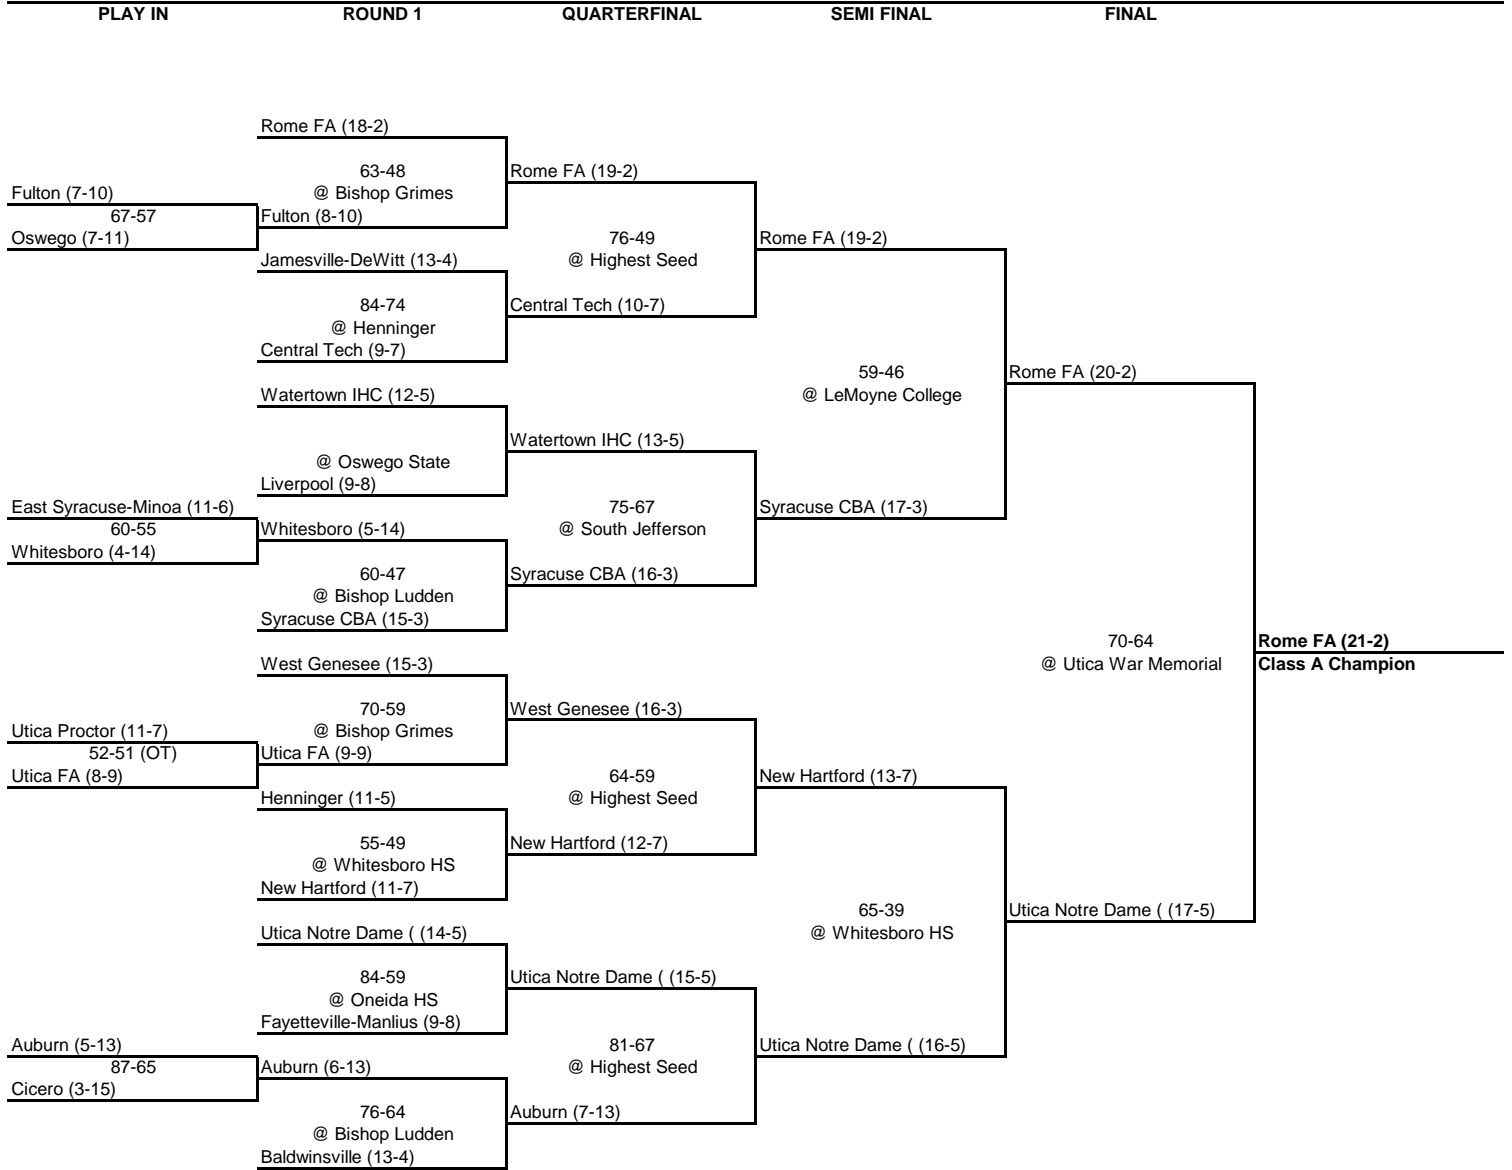 PLAY IN ROUND 1 QUARTERFINAL SEMI FINAL FINAL
Rome FA (18-2)
63-48 Rome FA (19-2)
Fulton (7-10) @ Bishop Grimes
67-57 Fulton (8-10)
Oswego (7-11) 76-49 Rome FA (19-2)
Jamesville-DeWitt (13-4) @ Highest Seed
84-74 Central Tech (10-7)
@ Henninger
Central Tech (9-7)
59-46 Rome FA (20-2)
Watertown IHC (12-5) @ LeMoyne College
Watertown IHC (13-5)
@ Oswego State
Liverpool (9-8)
East Syracuse-Minoa (11-6) 75-67 Syracuse CBA (17-3)
60-55 Whitesboro (5-14) @ South Jefferson
Whitesboro (4-14)
60-47 Syracuse CBA (16-3)
@ Bishop Ludden
Syracuse CBA (15-3)
70-64 Rome FA (21-2)
West Genesee (15-3) @ Utica War Memorial Class A Champion
70-59 West Genesee (16-3)
Utica Proctor (11-7) @ Bishop Grimes
52-51 (OT) Utica FA (9-9)
Utica FA (8-9) 64-59 New Hartford (13-7)
Henninger (11-5) @ Highest Seed
55-49 New Hartford (12-7)
@ Whitesboro HS
New Hartford (11-7)
65-39 Utica Notre Dame ( (17-5)
Utica Notre Dame ( (14-5) @ Whitesboro HS
84-59 Utica Notre Dame ( (15-5)
@ Oneida HS
Fayetteville-Manlius (9-8)
Auburn (5-13) 81-67 Utica Notre Dame ( (16-5)
87-65 Auburn (6-13) @ Highest Seed
Cicero (3-15)
76-64 Auburn (7-13)
@ Bishop Ludden
Baldwinsville (13-4)